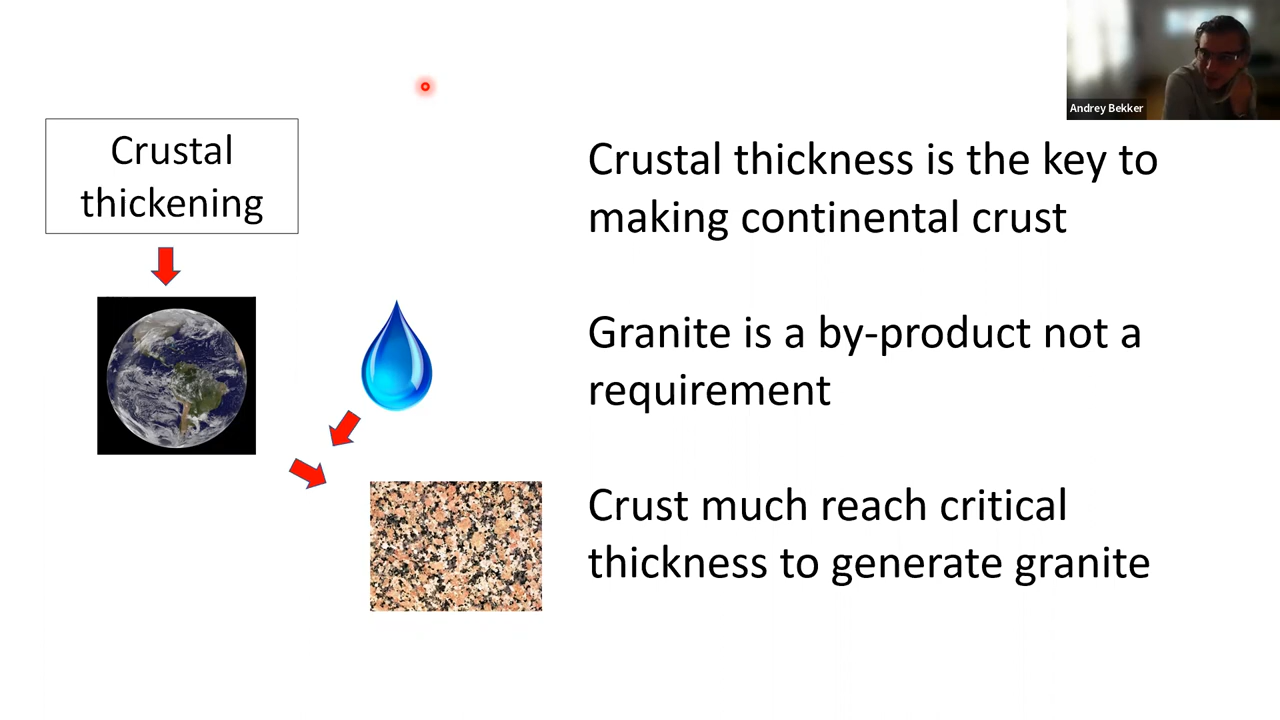 Andrey Bekker
Crustal
thickening
Crustal thickness is the key to
making continental crust
Granite is a by-product not a
requirement
Crust much reach critical
thickness to generate granite